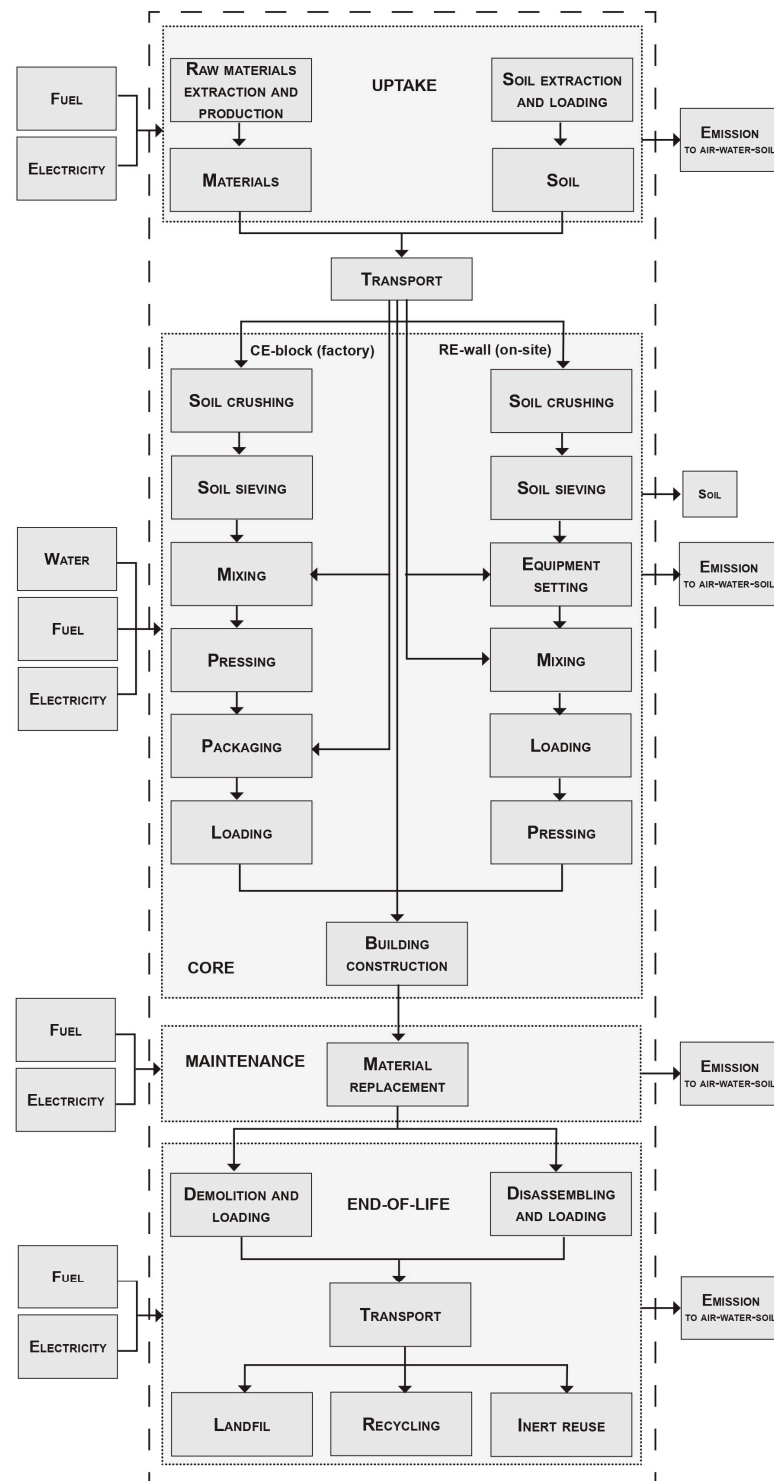 Raw materials
extraction and
production
UPTAKE
Soil extraction
and loading
Fuel
Electricity
Emission
to air-water-soil
Materials
Soil
Transport
CE-block (factory)
RE-wall (on-site)
Soil crushing
Soil crushing
Soil sieving
Soil sieving
Soil
Water
Fuel
Electricity
Mixing
Equipment
setting
Emission
to air-water-soil
Pressing
Mixing
Packaging
Loading
Loading
Pressing
Building
construction
CORE
Fuel
Electricity
MAINTENANCE
Material
replacement
Emission
to air-water-soil
Demolition and
loading
END-OF-LIFE
Disassembling
and loading
Fuel
Electricity
Transport
Emission
to air-water-soil
Landfil
Recycling
Inert reuse